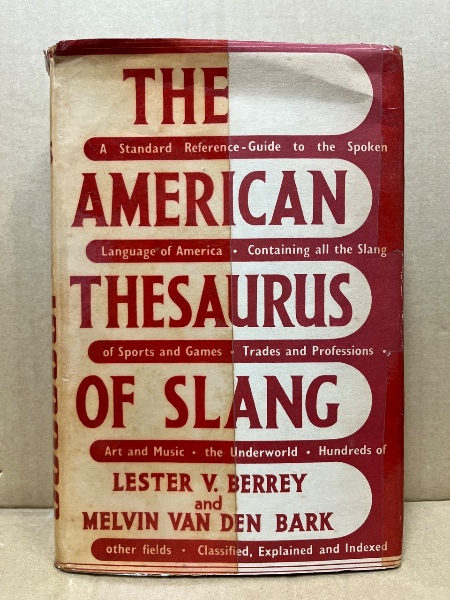 THE
A Standard Reference-Guide to the Spoken
AMERICAN
Language of America • Containing all the Slang
THESAURUS
of Sports and Games • Trades and Professions •
OF SLANG
Art and Music • the Underworld • Hundreds of
LESTER V. BERREY
and
MELVIN VAN DEN BARK
other fields • Classified, Explained and Indexed